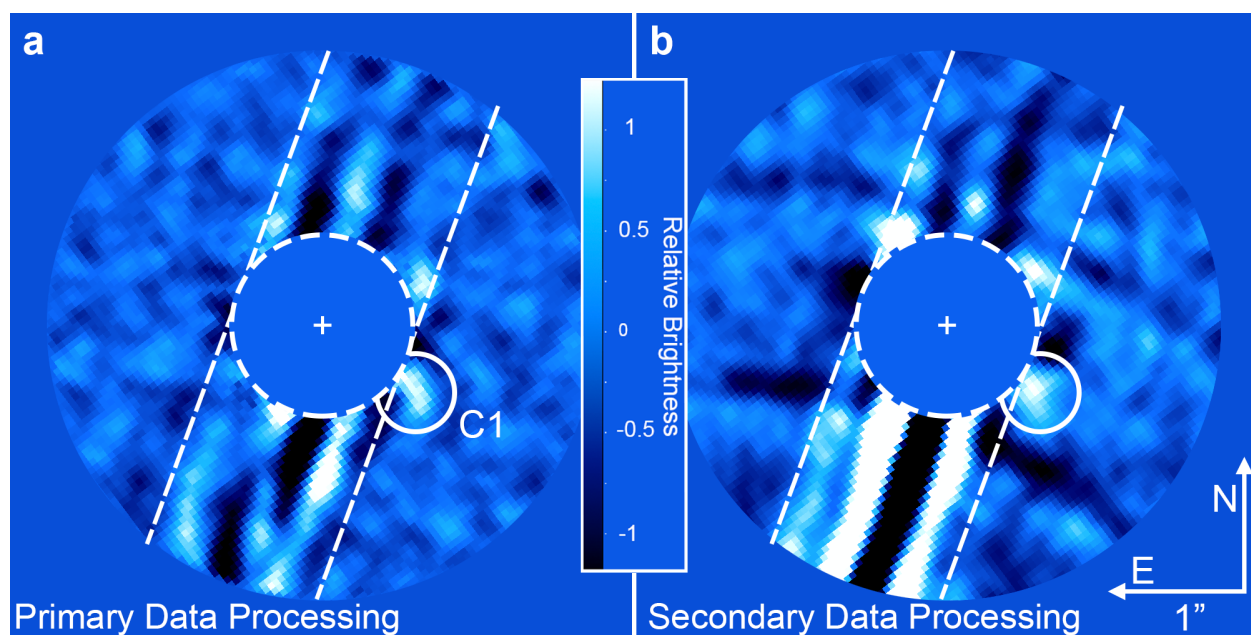 a
b
1
0.5
0
-0.5
-1
Relative Brightness
C1
N
E
1”
Primary Data Processing
Secondary Data Processing